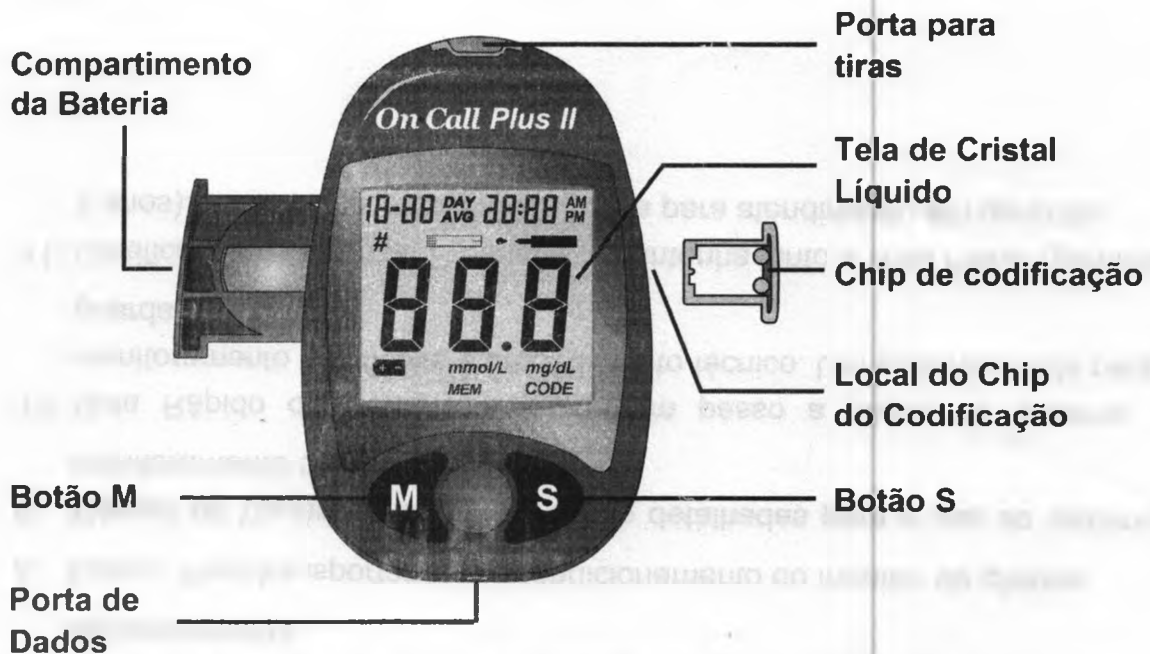 Porta para
tiras
Compartimento
da Bateria
On Call Plus II
Tela de Cristal
Líquido
18-88 DAY AVG 88:88 AM PM
#
88.8
Chip de codificação
mmol/L mg/dL
MEM CODE
Local do Chip
do Codificação
Botão M
M
S
Botão S
Porta de
Dados